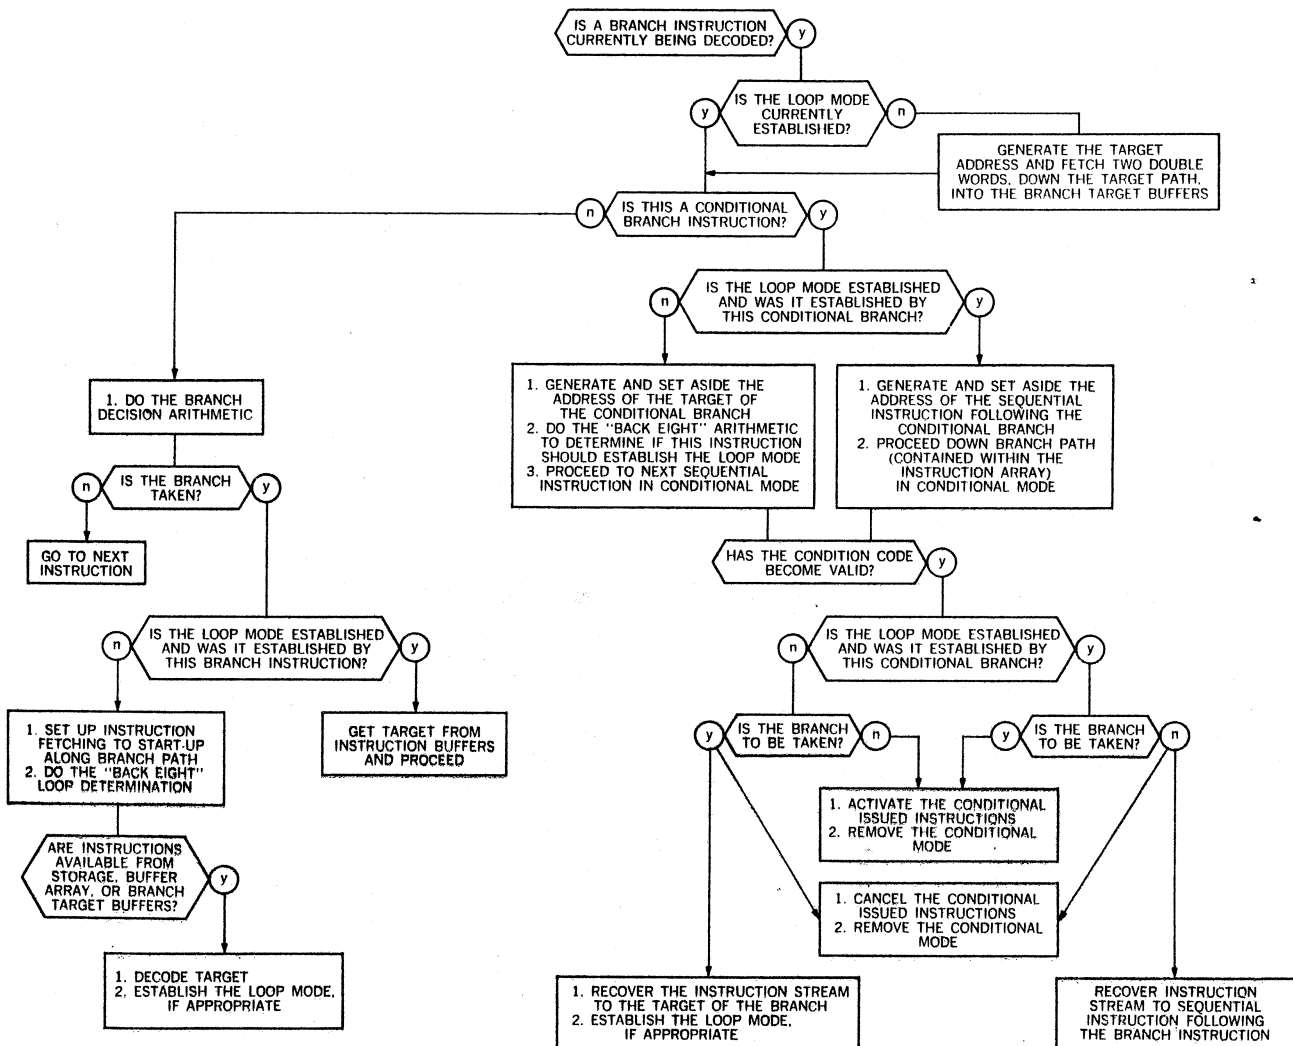 IS A BRANCH INSTRUCTION
CURRENTLY BEING DECODED?
y
IS THE LOOP MODE
CURRENTLY
ESTABLISHED?
y
n
GENERATE THE TARGET
ADDRESS AND FETCH TWO DOUBLE
WORDS, DOWN THE TARGET PATH,
INTO THE BRANCH TARGET BUFFERS
n
IS THIS A CONDITIONAL
BRANCH INSTRUCTION?
y
n
IS THE LOOP MODE ESTABLISHED
AND WAS IT ESTABLISHED BY
THIS CONDITIONAL BRANCH?
y
1. DO THE BRANCH
DECISION ARITHMETIC
1. GENERATE AND SET ASIDE THE
ADDRESS OF THE TARGET OF
THE CONDITIONAL BRANCH
2. DO THE "BACK EIGHT" ARITHMETIC
TO DETERMINE IF THIS INSTRUCTION
SHOULD ESTABLISH THE LOOP MODE
3. PROCEED TO NEXT SEQUENTIAL
INSTRUCTION IN CONDITIONAL MODE
1. GENERATE AND SET ASIDE THE
ADDRESS OF THE SEQUENTIAL
INSTRUCTION FOLLOWING THE
CONDITIONAL BRANCH
2. PROCEED DOWN BRANCH PATH
(CONTAINED WITHIN THE
INSTRUCTION ARRAY)
IN CONDITIONAL MODE
n
IS THE BRANCH
TAKEN?
y
GO TO NEXT
INSTRUCTION
HAS THE CONDITION CODE
BECOME VALID?
y
n
IS THE LOOP MODE ESTABLISHED
AND WAS IT ESTABLISHED BY
THIS BRANCH INSTRUCTION?
y
n
IS THE LOOP MODE ESTABLISHED
AND WAS IT ESTABLISHED BY
THIS CONDITIONAL BRANCH?
y
1. SET UP INSTRUCTION
FETCHING TO START-UP
ALONG BRANCH PATH
2. DO THE "BACK EIGHT"
LOOP DETERMINATION
GET TARGET FROM
INSTRUCTION BUFFERS
AND PROCEED
y
IS THE BRANCH
TO BE TAKEN?
n
y
IS THE BRANCH
TO BE TAKEN?
n
1. ACTIVATE THE CONDITIONAL
ISSUED INSTRUCTIONS
2. REMOVE THE CONDITIONAL
MODE
ARE INSTRUCTIONS
AVAILABLE FROM
STORAGE, BUFFER
ARRAY, OR BRANCH
TARGET BUFFERS?
y
1. CANCEL THE CONDITIONAL
ISSUED INSTRUCTIONS
2. REMOVE THE CONDITIONAL
MODE
1. DECODE TARGET
2. ESTABLISH THE LOOP MODE,
IF APPROPRIATE
1. RECOVER THE INSTRUCTION STREAM
TO THE TARGET OF THE BRANCH
2. ESTABLISH THE LOOP MODE,
IF APPROPRIATE
RECOVER INSTRUCTION
STREAM TO SEQUENTIAL
INSTRUCTION FOLLOWING
THE BRANCH INSTRUCTION